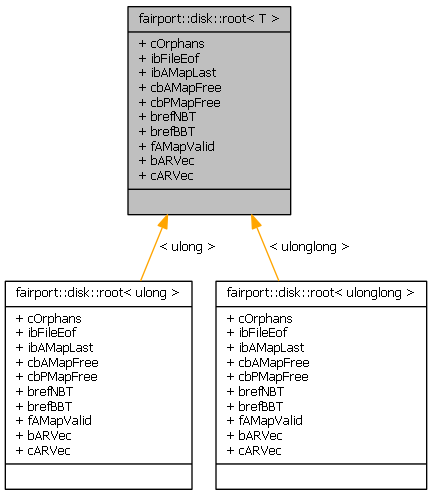 fairport::disk::root< T >
+ cOrphans
+ ibFileEof
+ ibAMapLast
+ cbAMapFree
+ cbPMapFree
+ brefNBT
+ brefBBT
+ fAMapValid
+ bARVec
+ cARVec
< ulong >
< ulonglong >
fairport::disk::root< ulong >
+ cOrphans
+ ibFileEof
+ ibAMapLast
+ cbAMapFree
+ cbPMapFree
+ brefNBT
+ brefBBT
+ fAMapValid
+ bARVec
+ cARVec
fairport::disk::root< ulonglong >
+ cOrphans
+ ibFileEof
+ ibAMapLast
+ cbAMapFree
+ cbPMapFree
+ brefNBT
+ brefBBT
+ fAMapValid
+ bARVec
+ cARVec